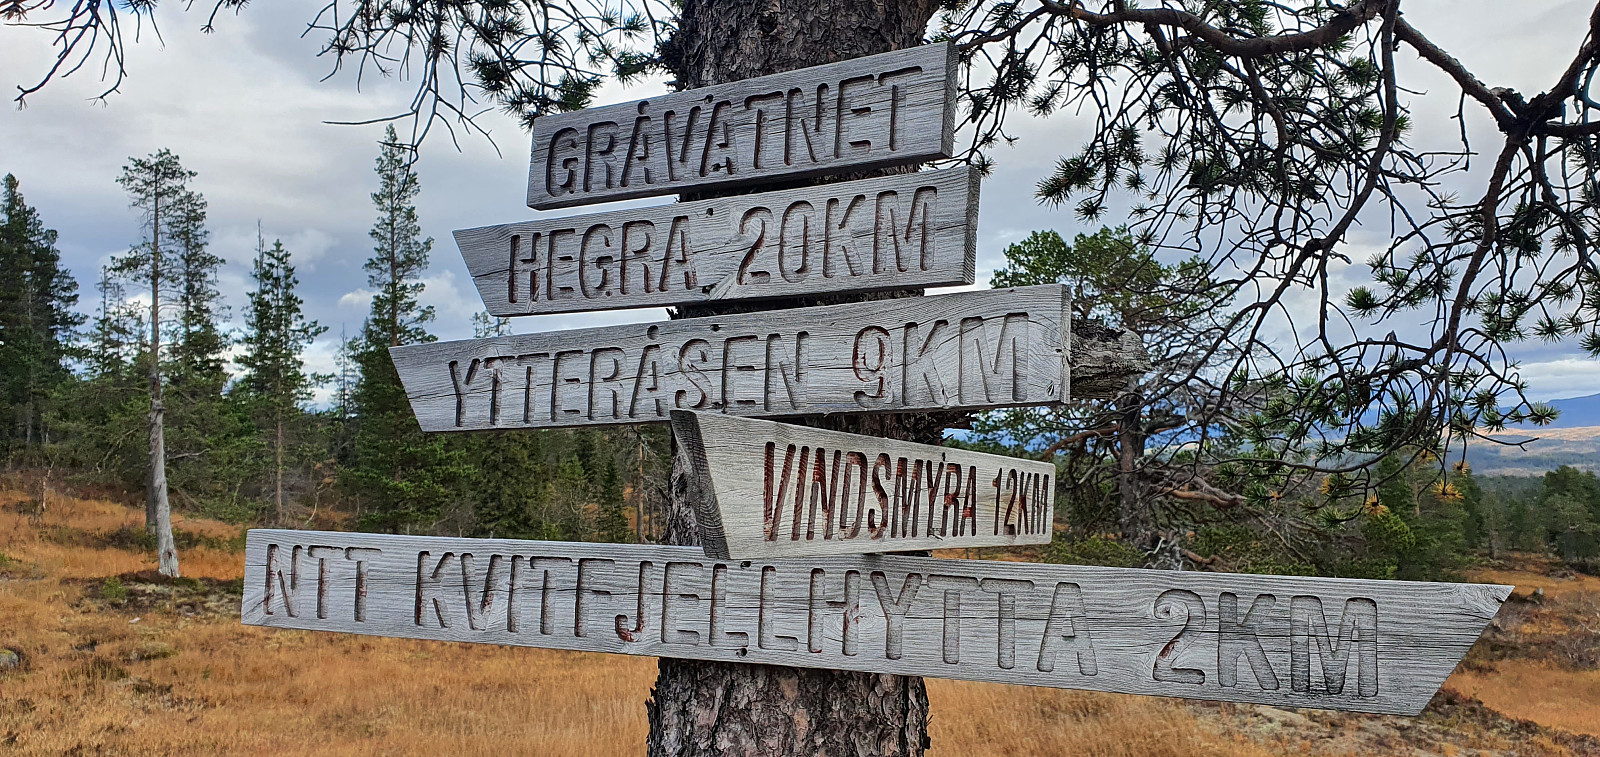 GRÅVATNET
HEGRA 20KM
YTTERÅSEN 9KM
VINDSMYRA 12KM
NTT KVITFJELLHYTTA 2KM